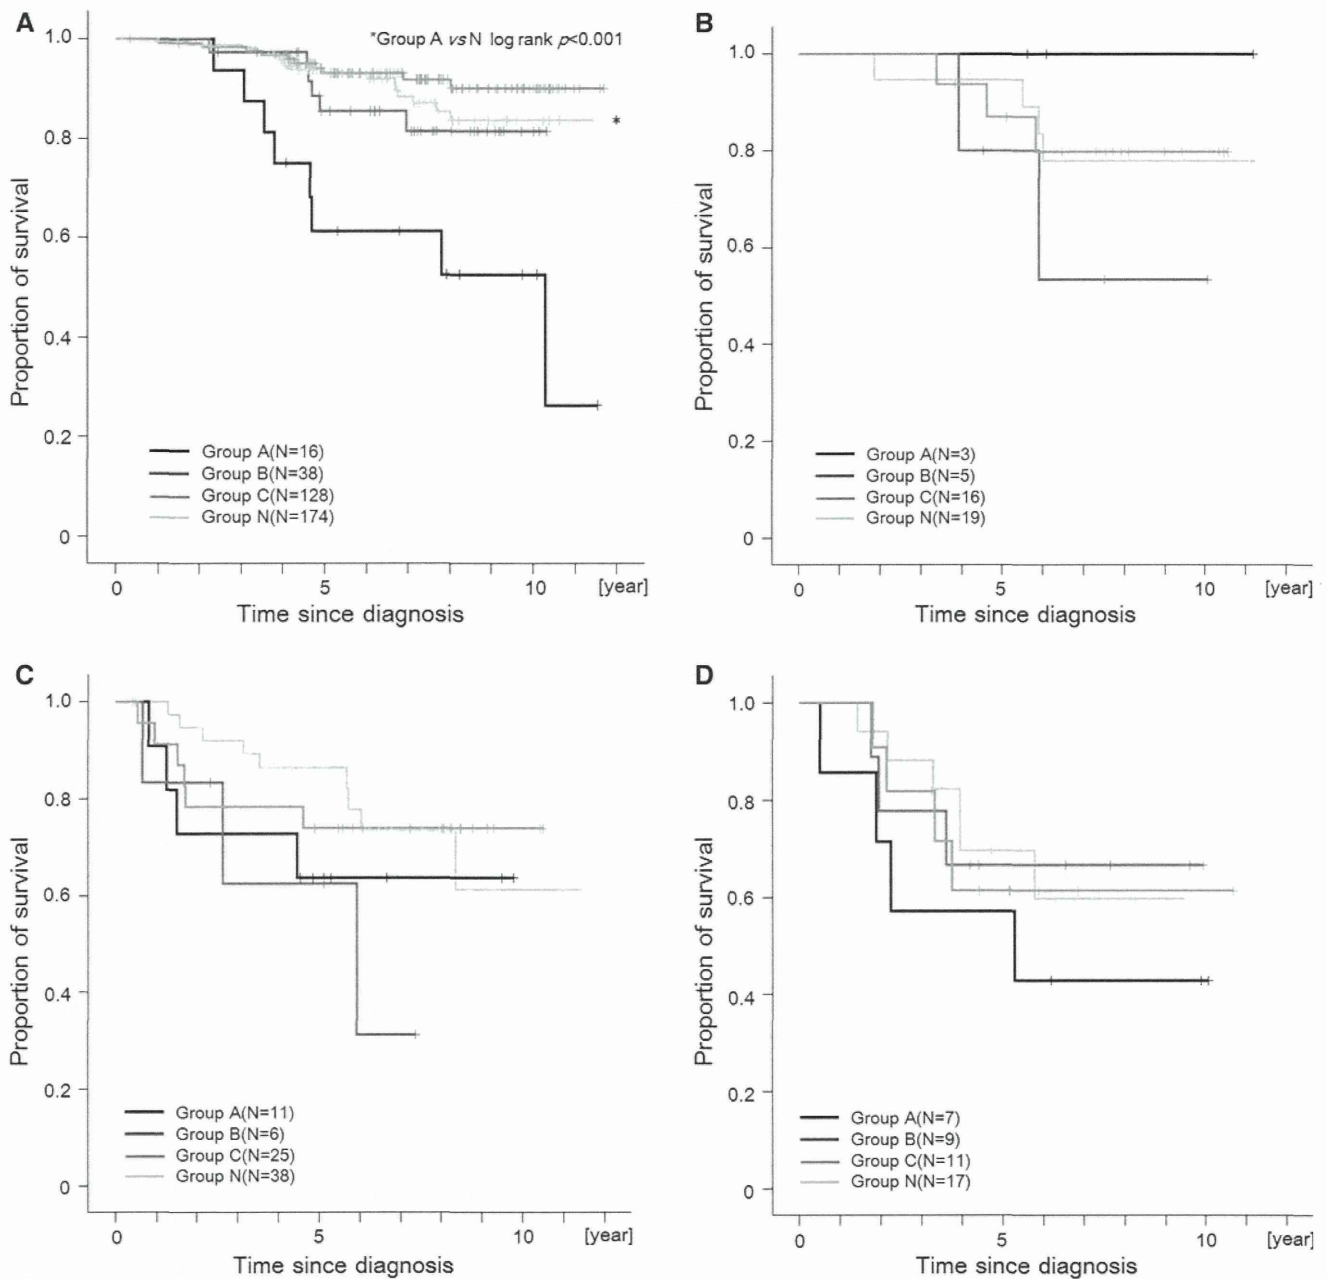 A
*Group A vs N log rank p<0.001
1.0
0.8
0.6
0.4
0.2
0
*
Proportion of survival
Group A(N=16)
Group B(N=38)
Group C(N=128)
Group N(N=174)
0 5 10 [year]
Time since diagnosis
B
1.0
0.8
0.6
0.4
0.2
0
Proportion of survival
Group A(N=3)
Group B(N=5)
Group C(N=16)
Group N(N=19)
0 5 10 [year]
Time since diagnosis
C
1.0
0.8
0.6
0.4
0.2
0
Proportion of survival
Group A(N=11)
Group B(N=6)
Group C(N=25)
Group N(N=38)
0 5 10 [year]
Time since diagnosis
D
1.0
0.8
0.6
0.4
0.2
0
Proportion of survival
Group A(N=7)
Group B(N=9)
Group C(N=11)
Group N(N=17)
0 5 10 [year]
Time since diagnosis